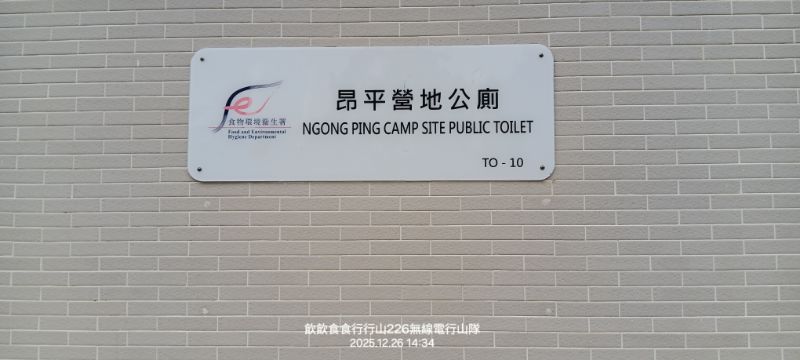 昂平營地公廁
NGONG PING CAMP SITE PUBLIC TOILET
食物環境衞生署
Food and Environmental
Hygiene Department
TO - 10
飲飲食食行行山226無線電行山隊
2025.12.26 14:34